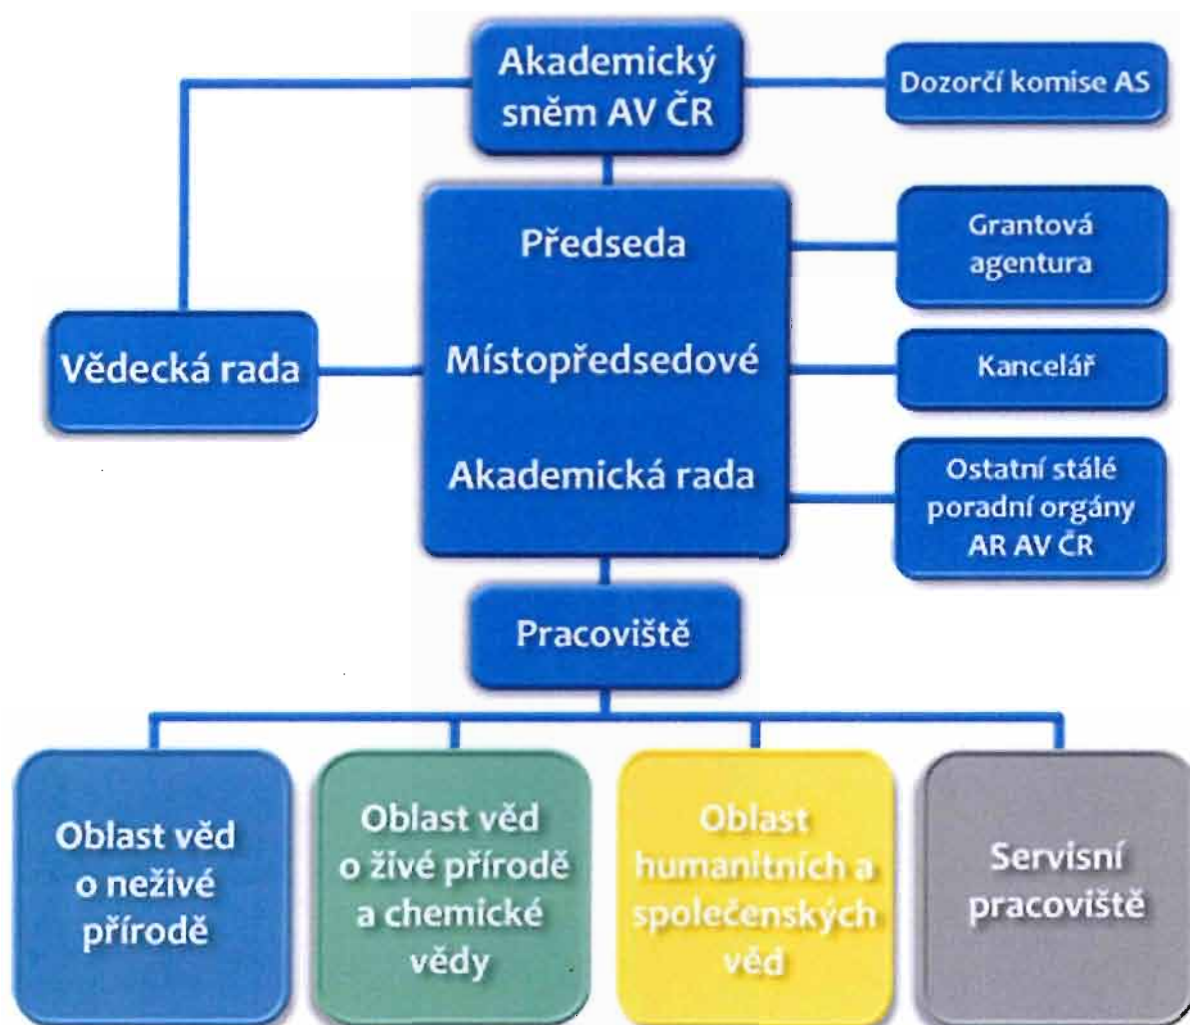 Akademický
sněm AV ČR
Dozorčí komise AS
Předseda
Grantová
agentura
Vědecká rada
Místopředsedové
Kancelář
Akademická rada
Ostatní stálé
poradní orgány
AR AV ČR
Pracoviště
Oblast věd
o neživé
přírodě
Oblast věd
o živé přírodě
a chemické
vědy
Oblast
humanitních a
společenských
věd
Servisní
pracoviště